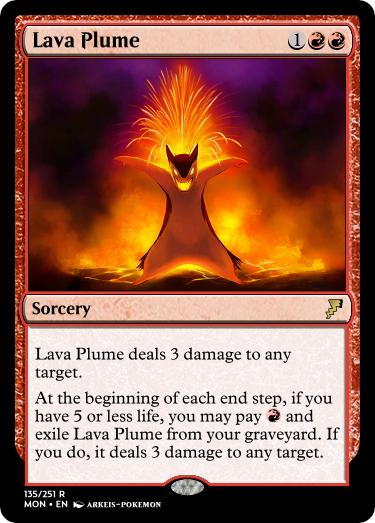 Lava Plume 1
Sorcery
Lava Plume deals 3 damage to any
target.
At the beginning of each end step, if you
have 5 or less life, you may pay and
exile Lava Plume from your graveyard. If
you do, it deals 3 damage to any target.
135/251 R
MON • EN ARKEIS-POKEMON